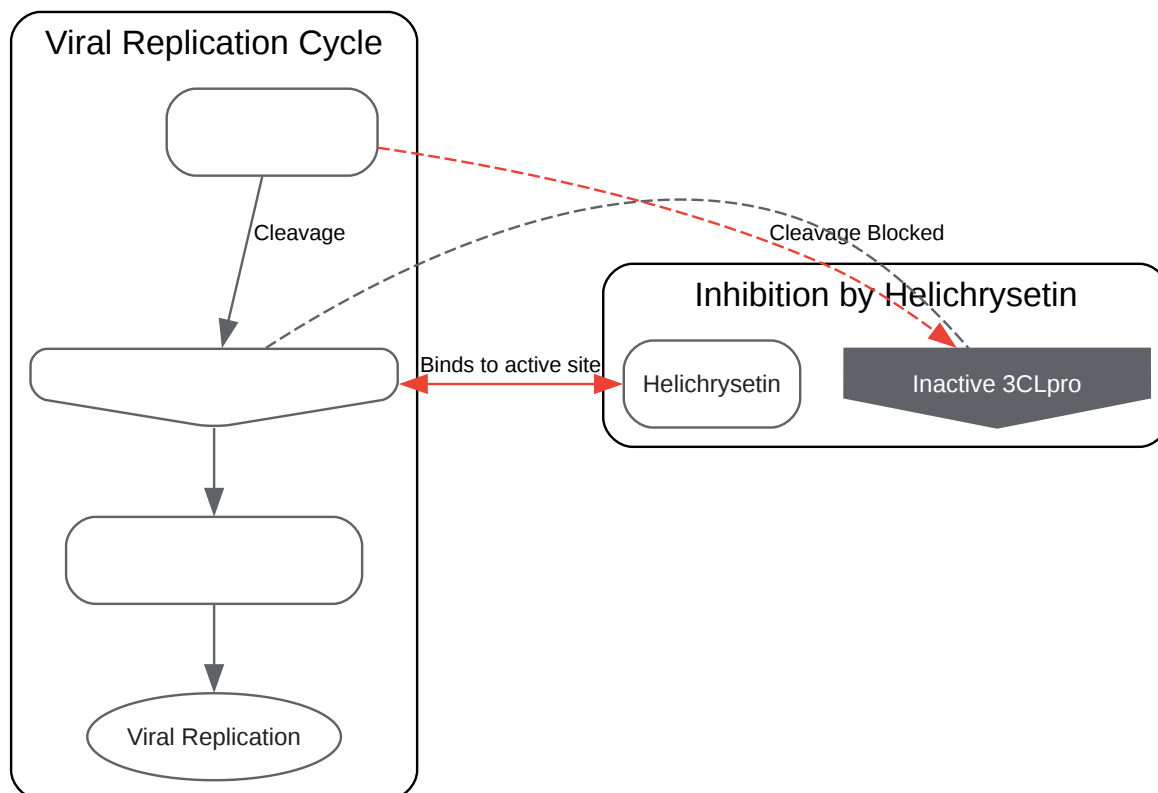 Viral Replication Cycle
Cleavage
Cleavage Blocked
Inhibition by Helichrysetin
Binds to active site
Helichrysetin
Inactive 3CLpro
Viral Replication